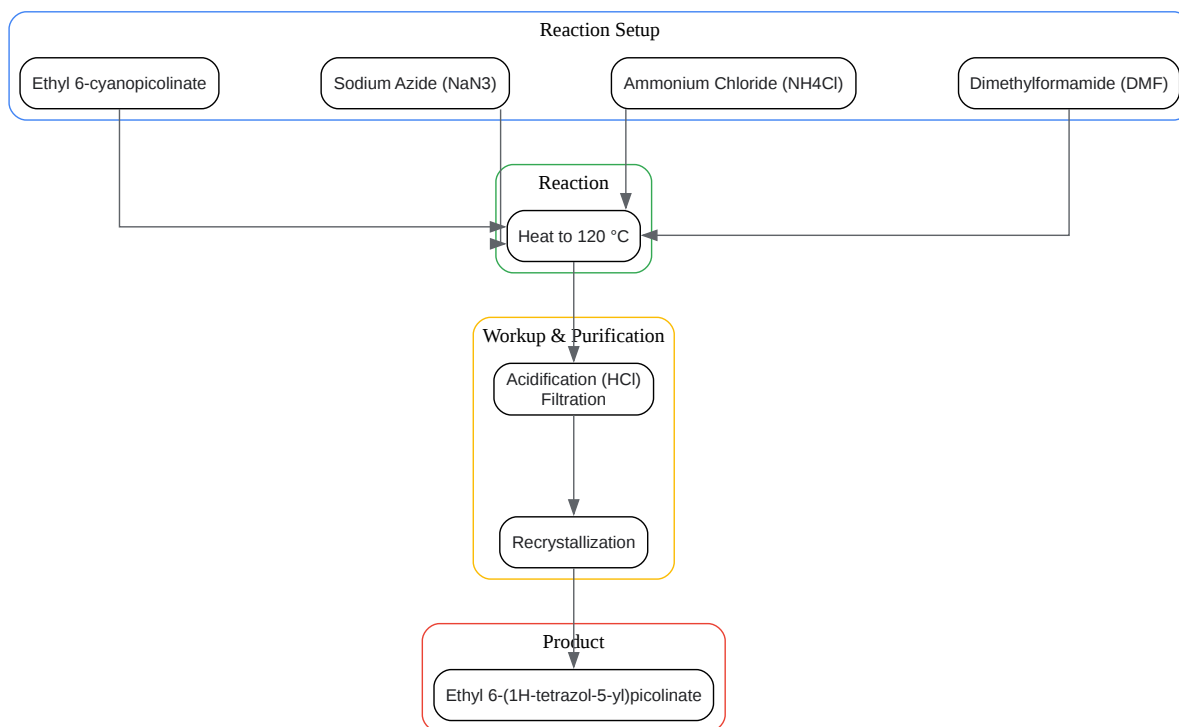 Reaction Setup
Ethyl 6-cyanopicolinate
Sodium Azide (NaN3)
Ammonium Chloride (NH4Cl)
Dimethylformamide (DMF)
Reaction
Heat to 120 °C
Workup & Purification
Acidification (HCl)
Filtration
Recrystallization
Product
Ethyl 6-(1H-tetrazol-5-yl)picolinate